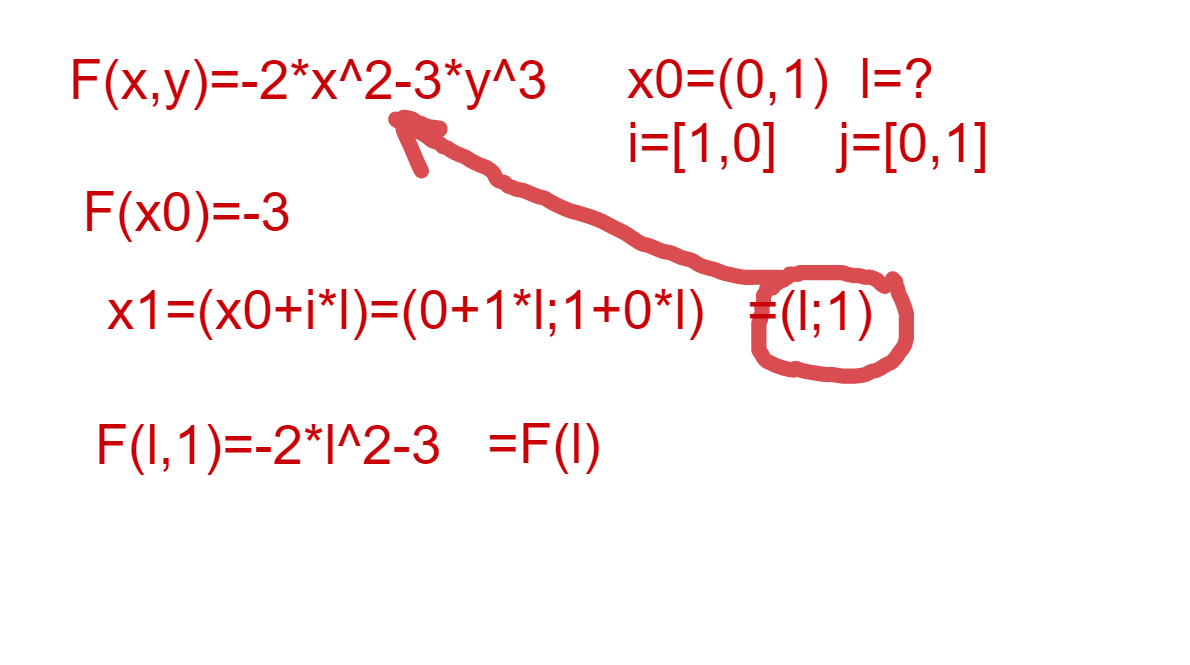 F(x,y)=-2*x^2-3*y^3 x0=(0,1) l=?
i=[1,0] j=[0,1]
F(x0)=-3
x1=(x0+i*l)=(0+1*l;1+0*l) =(l;1)
F(l,1)=-2*l^2-3 =F(l)